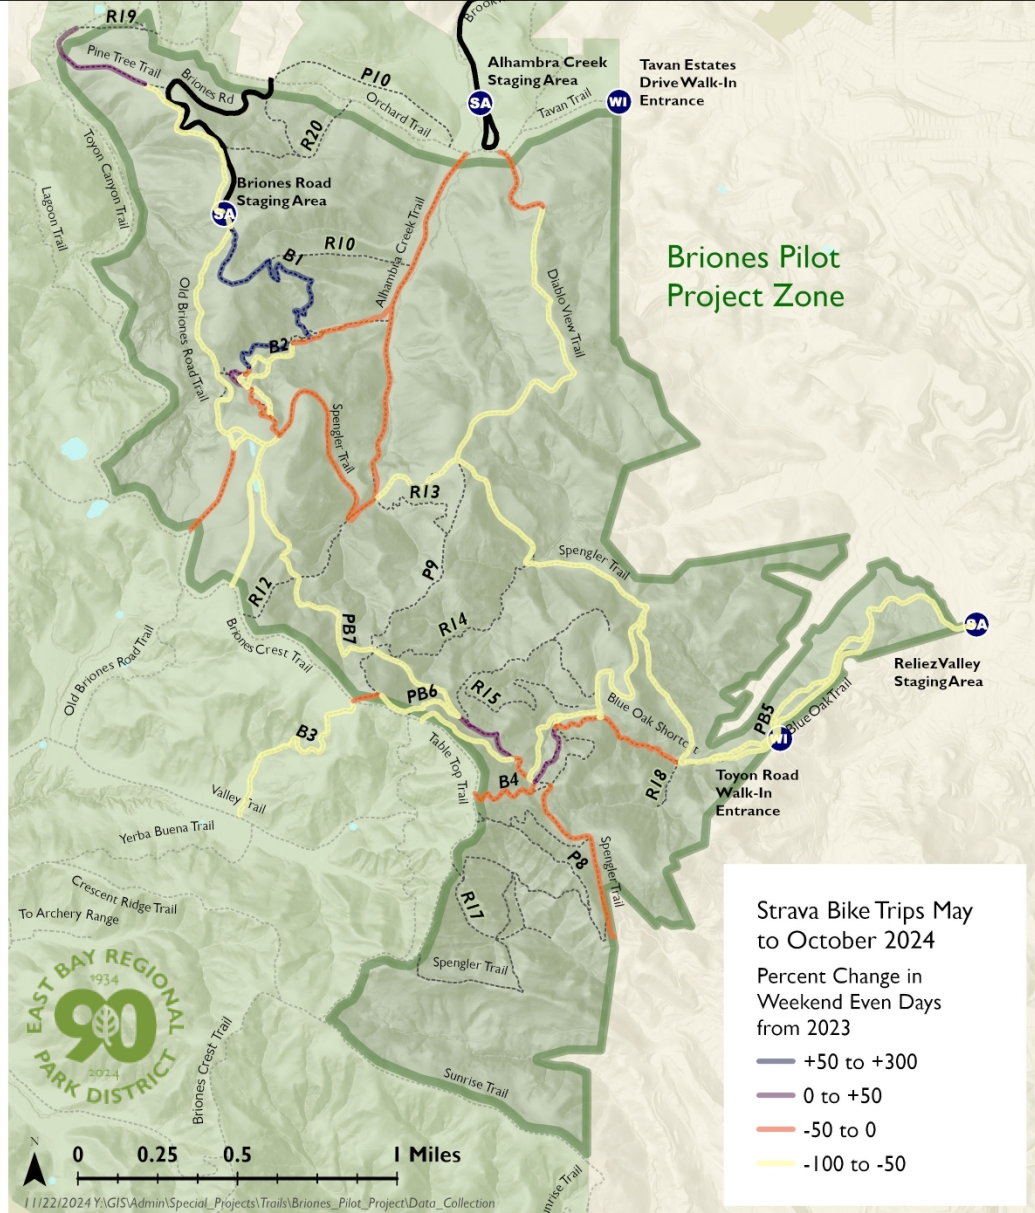 R19
Brook
Pine Tree Trail
Briones Rd
P10
Alhambra Creek
Staging Area
SA
Tavan Estates
Drive Walk-In
Entrance
WI
Orchard Trail
Tavan Trail
R20
Toyon Canyon Trail
Lagoon Trail
Briones Road
Staging Area
SA
R10
B1
Alhambra Creek Trail
Briones Pilot
Project Zone
Old Briones Road Trail
Diablo View Trail
B2
Spengler Trail
R13
P9
Spengler Trail
R12
PB7
R14
Briones Crest Trail
SA
Reliez Valley
Staging Area
Old Briones Road Trail
R15
PB6
Blue Oak Shortcut
PB5
Blue Oak Trail
WI
B3
Table Top Trail
B4
R18
Toyon Road
Walk-In
Entrance
Valley Trail
Yerba Buena Trail
P8
Spengler Trail
Crescent Ridge Trail
To Archery Range
R17
Spengler Trail
Strava Bike Trips May
to October 2024
Percent Change in
Weekend Even Days
from 2023
+50 to +300
0 to +50
-50 to 0
-100 to -50
EAST BAY REGIONAL
1934
90
2024
PARK DISTRICT
Briones Crest Trail
Sunrise Trail
N
0 0.25 0.5 1 Miles
unrise Trail
11/22/2024 Y:\GIS\Admin\Special_Projects\Trails\Briones_Pilot_Project\Data_Collection